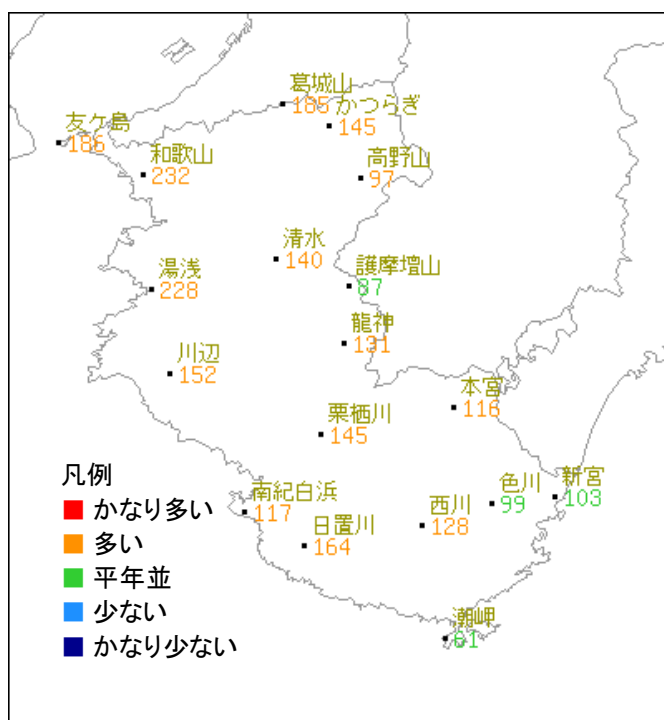 葛城山
185
かつらぎ
145
友ケ島
186
和歌山
232
高野山
97
清水
140
護摩壇山
87
湯浅
228
龍神
131
川辺
152
本宮
116
栗栖川
145
凡例
かなり多い
多い
平年並
少ない
かなり少ない
南紀白浜
117
日置川
164
西川
128
色川
99
新宮
103
潮岬